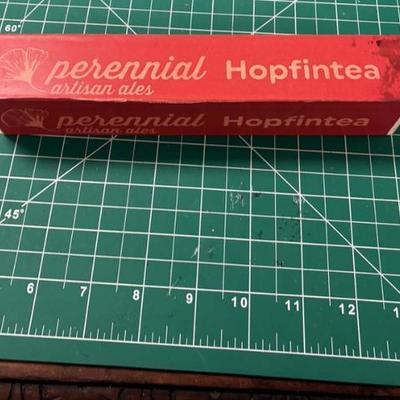 60°
perennial Hopfintea
artisan ales
perennial Hopfintea
artisan ales
45°
6 7 8 9 10 11 12